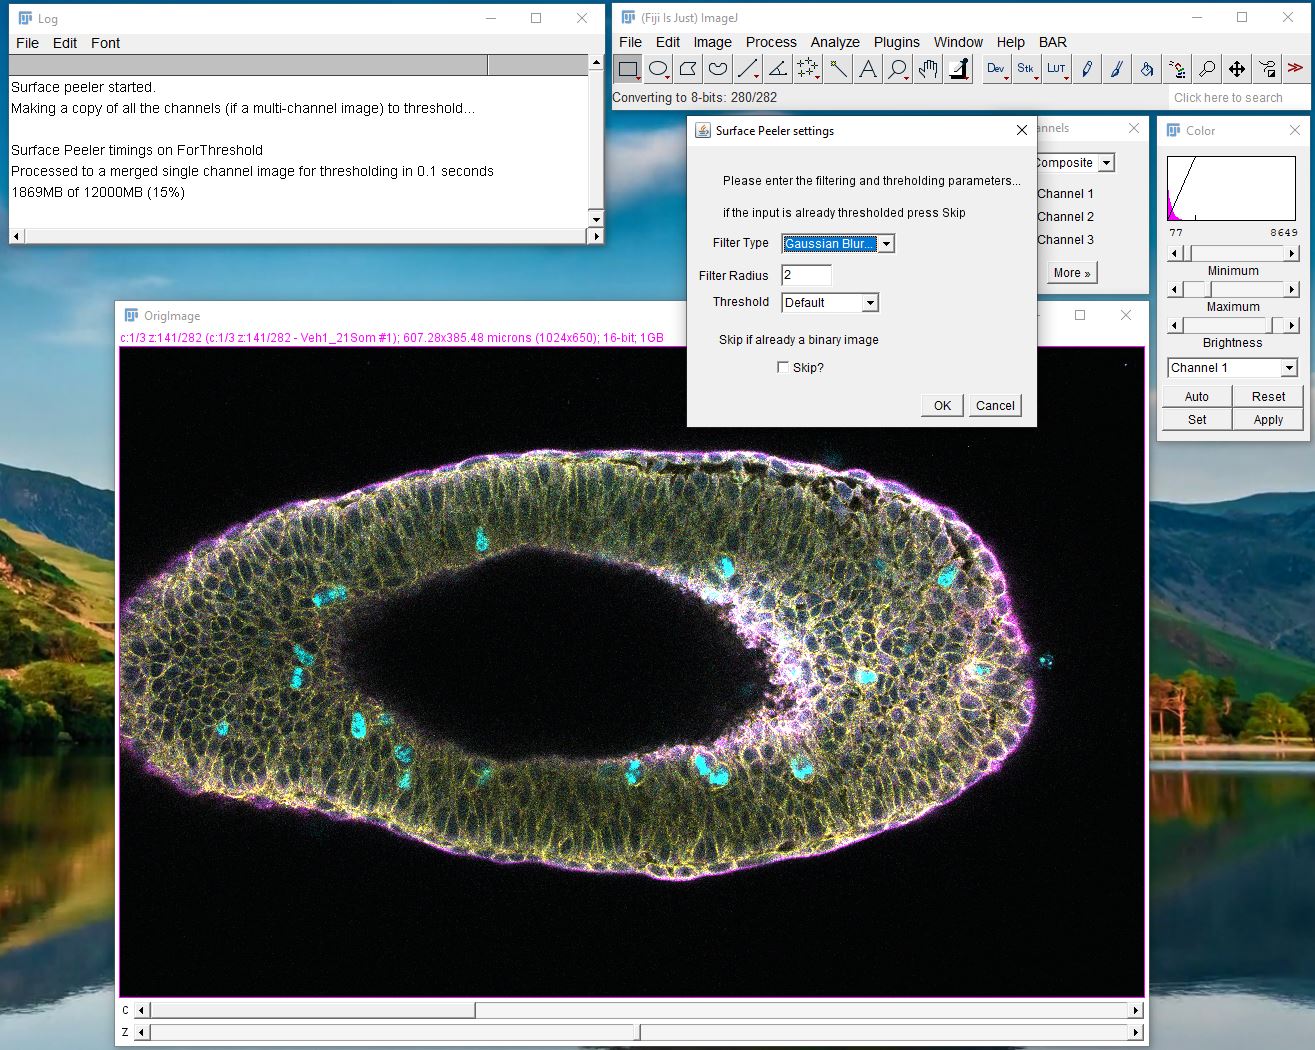 Log
File Edit Font
Surface peeler started.
Making a copy of all the channels (if a multi-channel image) to threshold...
Surface Peeler timings on ForThreshold
Processed to a merged single channel image for thresholding in 0.1 seconds
1869MB of 12000MB (15%)
(Fiji Is Just) ImageJ
File Edit Image Process Analyze Plugins Window Help BAR
Dev Stk LUT
Converting to 8-bits: 280/282
Click here to search
Surface Peeler settings
Please enter the filtering and threholding parameters...
if the input is already thresholded press Skip
Filter Type Gaussian Blur...
Filter Radius 2
Threshold Default
Skip if already a binary image
Skip?
OK Cancel
annels
Composite
Channel 1
Channel 2
Channel 3
More »
Color
77 8649
Minimum
Maximum
Brightness
Channel 1
Auto Reset
Set Apply
OrigImage
c:1/3 z:141/282 (c:1/3 z:141/282 - Veh1_21Som #1); 607.28x385.48 microns (1024x650); 16-bit; 1GB
C
Z